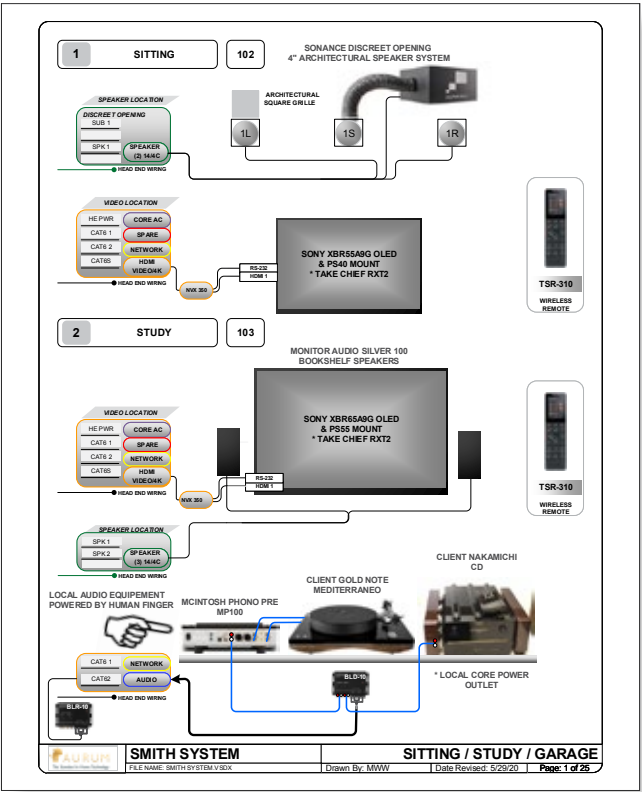 1
SITTING
102
SONANCE DISCREET OPENING
4" ARCHITECTURAL SPEAKER SYSTEM
SPEAKER LOCATION
DISCREET OPENING
SUB 1
SPK 1
SPEAKER
(2) 14/4C
HEAD END WIRING
ARCHITECTURAL
SQUARE GRILLE
1L
1S
1R
VIDEO LOCATION
HE PWR
CORE AC
CAT6 1
SPARE
CAT6 2
NETWORK
CAT6S
HDMI
VIDEO/4K
HEAD END WIRING
NVX 350
RS-232
HDMI 1
SONY XBR55A9G OLED
& PS40 MOUNT
* TAKE CHIEF RXT2
TSR-310
WIRELESS
REMOTE
2
STUDY
103
MONITOR AUDIO SILVER 100
BOOKSHELF SPEAKERS
VIDEO LOCATION
HE PWR
CORE AC
CAT6 1
SPARE
CAT6 2
NETWORK
CAT6S
HDMI
VIDEO/4K
HEAD END WIRING
NVX 350
RS-232
HDMI 1
SONY XBR65A9G OLED
& PS55 MOUNT
* TAKE CHIEF RXT2
TSR-310
WIRELESS
REMOTE
SPEAKER LOCATION
SPK 1
SPK 2
SPEAKER
(3) 14/4C
HEAD END WIRING
LOCAL AUDIO EQUIPEMENT
POWERED BY HUMAN FINGER
MCINTOSH PHONO PRE
MP100
CLIENT GOLD NOTE
MEDITERRANEO
CLIENT NAKAMICHI
CD
* LOCAL CORE POWER
OUTLET
CAT6 1
NETWORK
CAT62
AUDIO
HEAD END WIRING
BLR-10
BLD-10
AURUM
SMITH SYSTEM
FILE NAME: SMITH SYSTEM.VSDX
SITTING / STUDY / GARAGE
Drawn By: MWW
Date Revised: 5/29/20
Page: 1 of 25